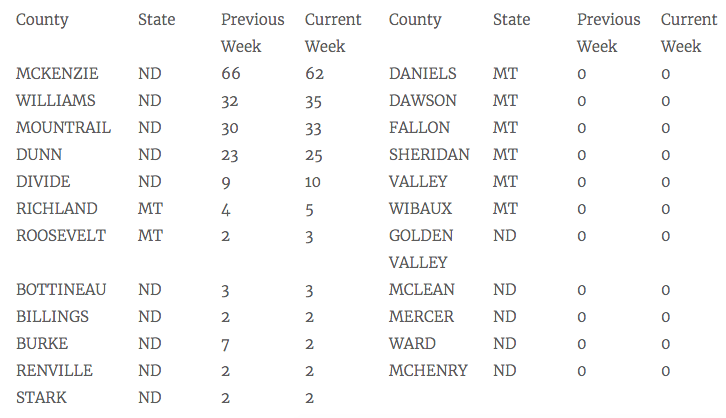 County State Previous Current County State Previous Current
Week Week Week Week
MCKENZIE ND 66 62 DANIELS MT 0 0
WILLIAMS ND 32 35 DAWSON MT 0 0
MOUNTRAIL ND 30 33 FALLON MT 0 0
DUNN ND 23 25 SHERIDAN MT 0 0
DIVIDE ND 9 10 VALLEY MT 0 0
RICHLAND MT 4 5 WIBAUX MT 0 0
ROOSEVELT MT 2 3 GOLDEN ND 0 0
VALLEY
BOTTINEAU ND 3 3 MCLEAN ND 0 0
BILLINGS ND 2 2 MERCER ND 0 0
BURKE ND 7 2 WARD ND 0 0
RENVILLE ND 2 2 MCHENRY ND 0 0
STARK ND 2 2